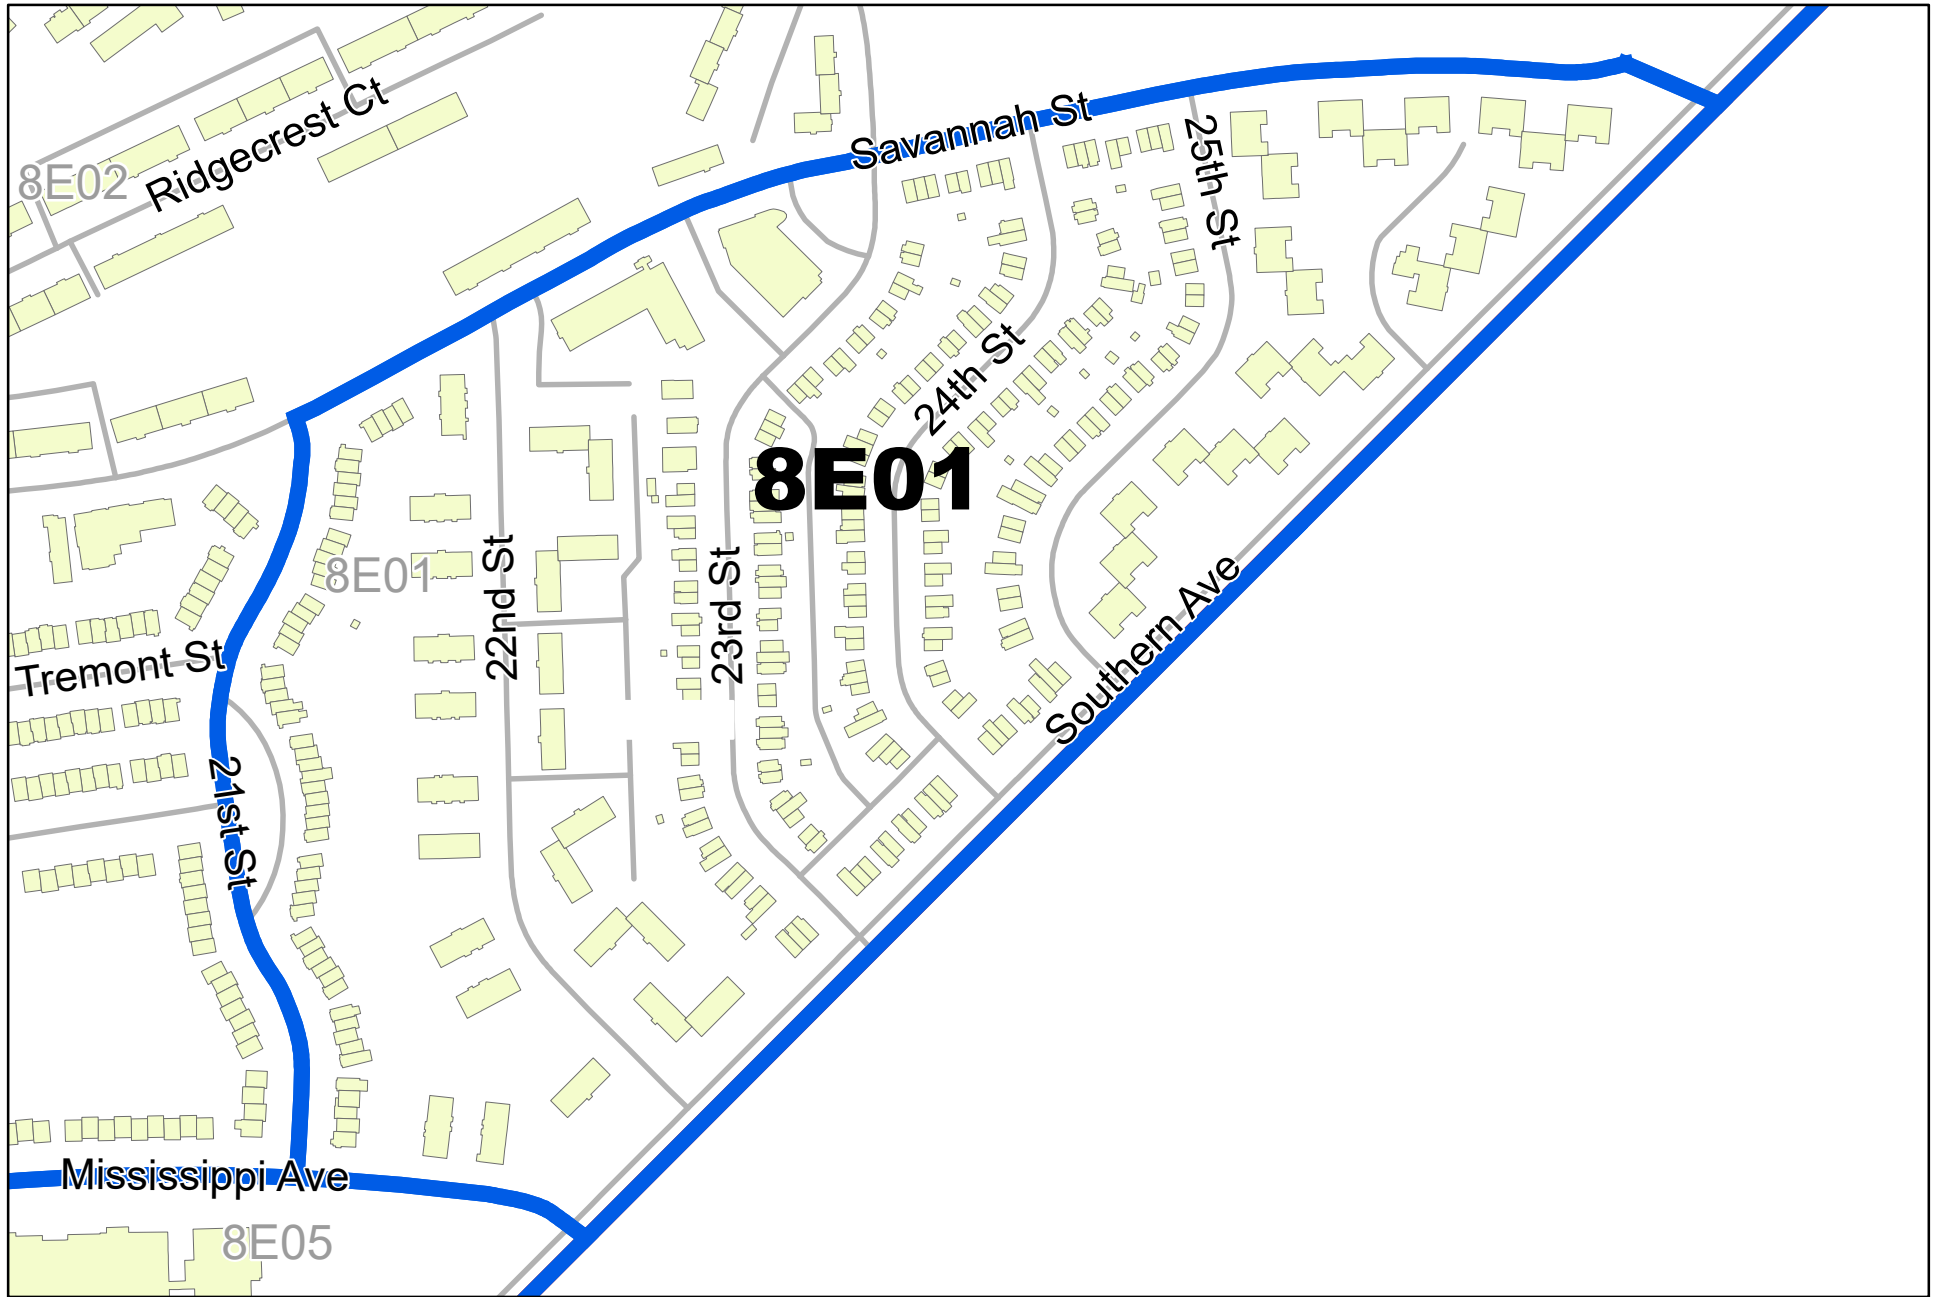 Savannah St
Ridgecrest Ct
25th St
8E02
24th St
8E01
8E01
22nd St
23rd St
Southern Ave
Tremont St
21st St
Mississippi Ave
8E05